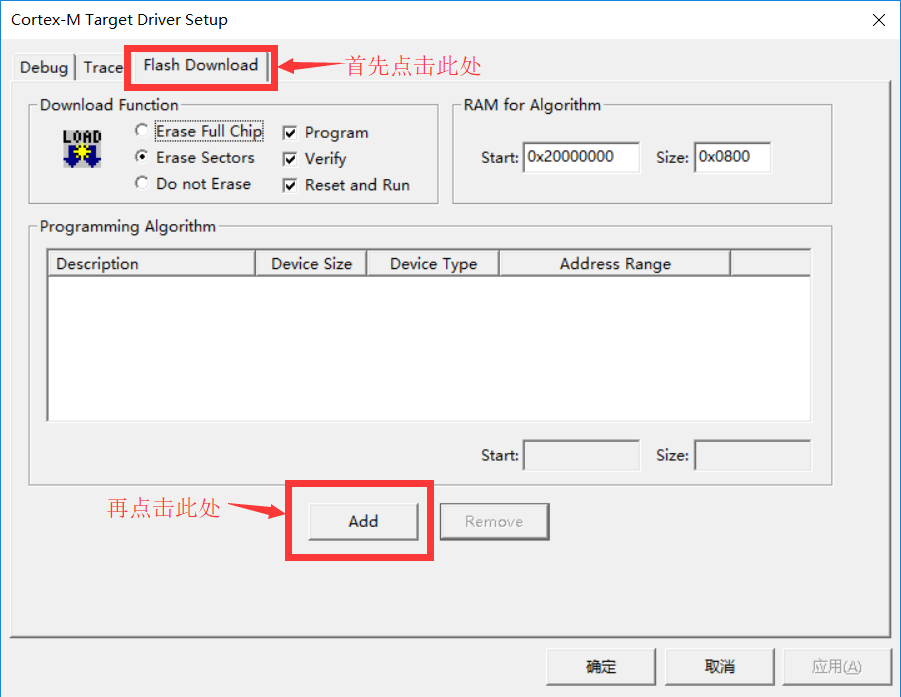 Cortex-M Target Driver Setup
Debug Trace Flash Download 首先点击此处
Download Function
LOAD
Erase Full Chip Program
Erase Sectors Verify
Do not Erase Reset and Run
RAM for Algorithm
Start: 0x20000000 Size: 0x0800
Programming Algorithm
Description Device Size Device Type Address Range
Start: Size:
再点击此处 Add Remove
确定 取消 应用(A)